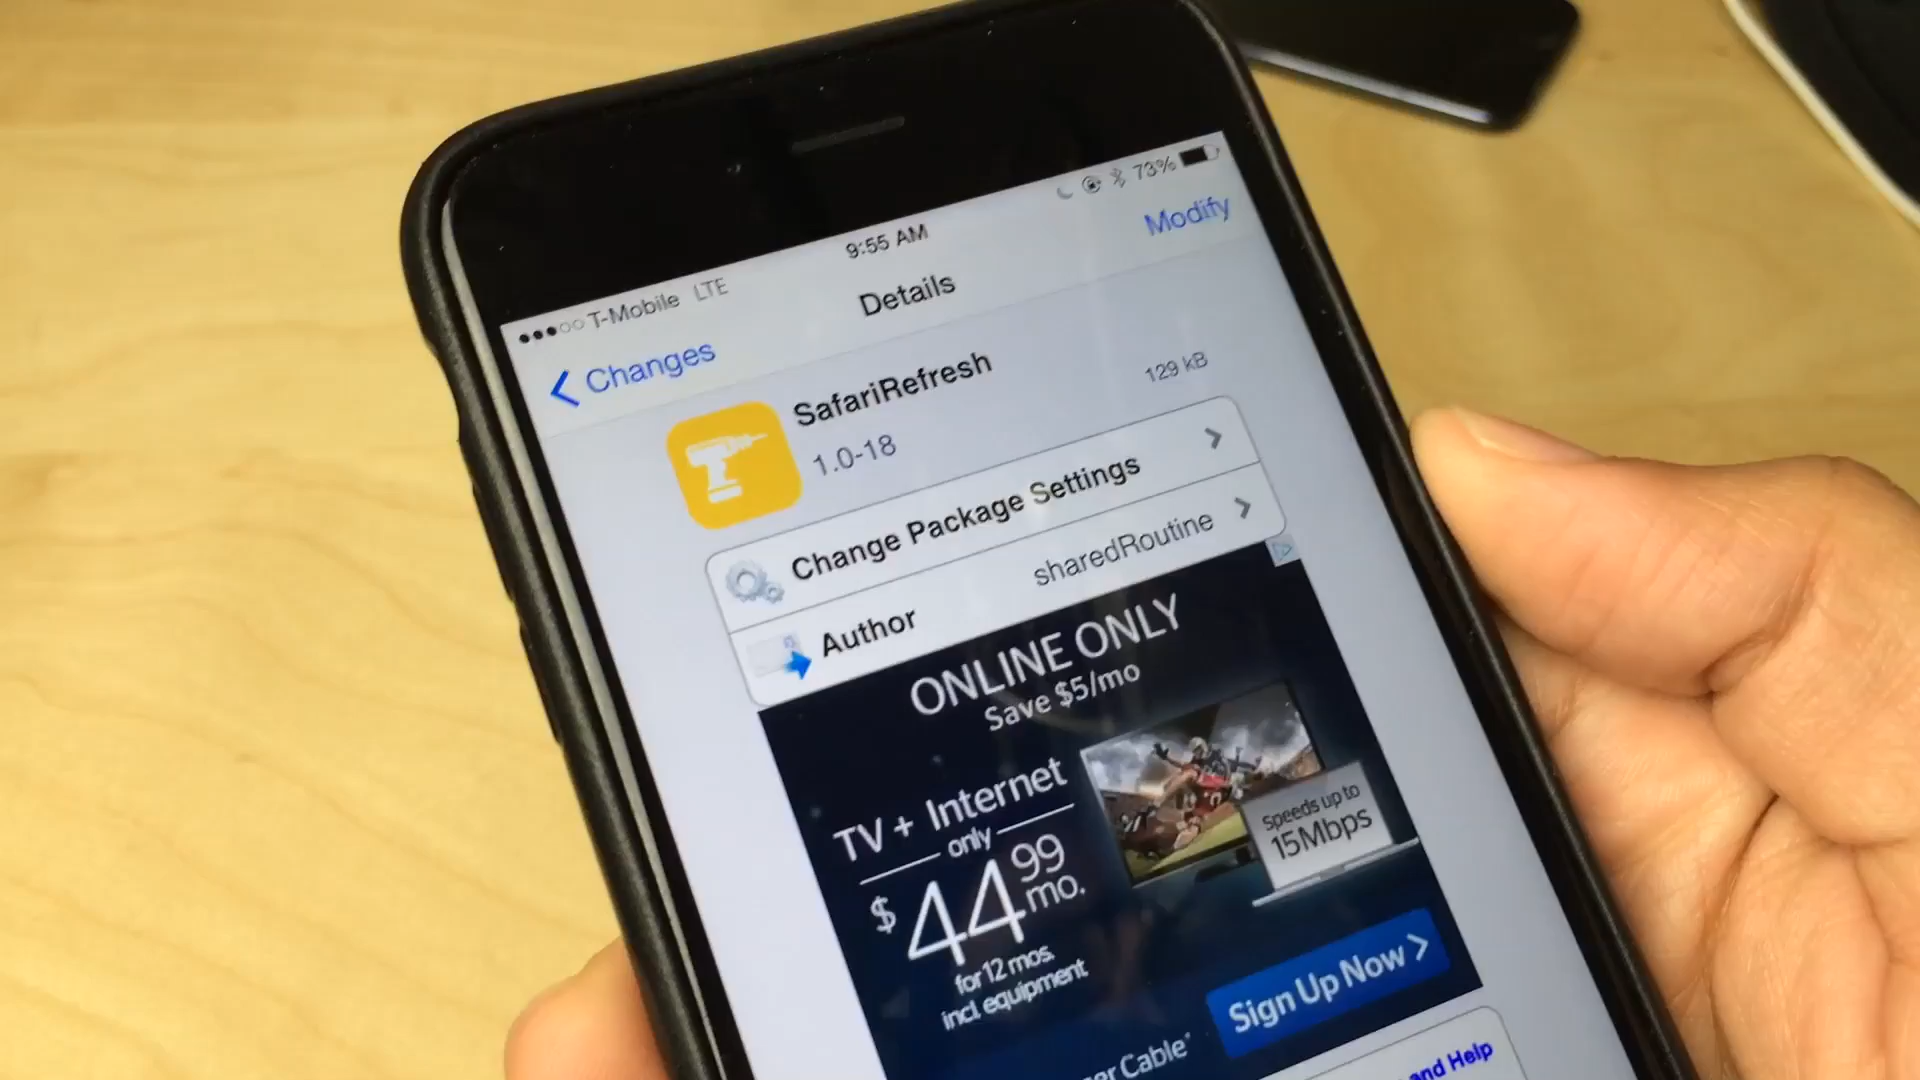 T-Mobile LTE
9:55 AM
73%
Changes
Details
Modify
SafariRefresh
129 kB
1.0-18
Change Package Settings
Author
sharedRoutine
ONLINE ONLY
Save $5/mo
TV + Internet
only
$44 99
mo.
for 12 mos.
incl. equipment
Speeds up to
15Mbps
Sign Up Now >
Cable
and Help